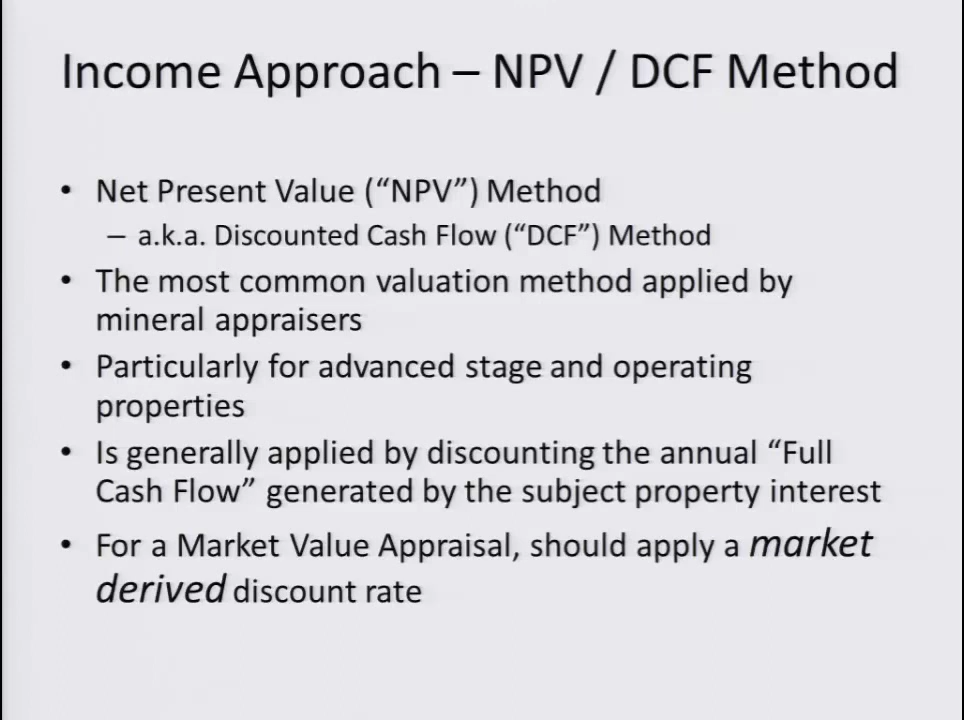 Income Approach – NPV / DCF Method
• Net Present Value (“NPV”) Method
– a.k.a. Discounted Cash Flow (“DCF”) Method
• The most common valuation method applied by
mineral appraisers
• Particularly for advanced stage and operating
properties
• Is generally applied by discounting the annual “Full
Cash Flow” generated by the subject property interest
• For a Market Value Appraisal, should apply a market
derived discount rate